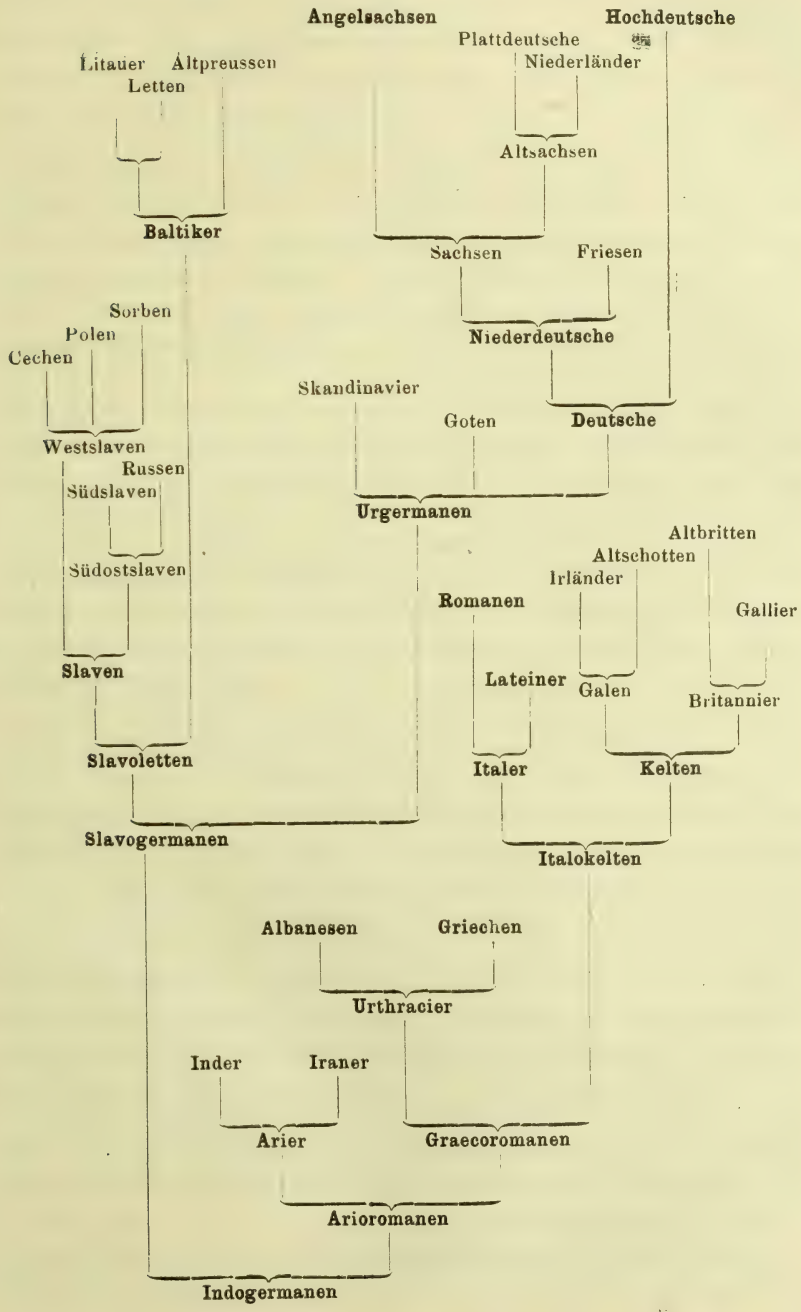 Angelsachsen Hochdeutsche
Plattdeutsche
Litauer Altpreussen Niederländer
Letten
Altsachsen
Baltiker
Sachsen Friesen
Sorben
Polen Niederdeutsche
Cechen
Skandinavier
Goten Deutsche
Westslaven
Russen
Südslaven Urgermanen
Altbritten
Altschotten
Südostslaven Irländer
Romanen
Gallier
Slaven Lateiner
Galen
Britannier
Slavoletten Italer Kelten
Slavogermanen
Italokelten
Albanesen Griechen
Urthracier
Inder Iraner
Arier Graecoromanen
Arioromanen
Indogermanen